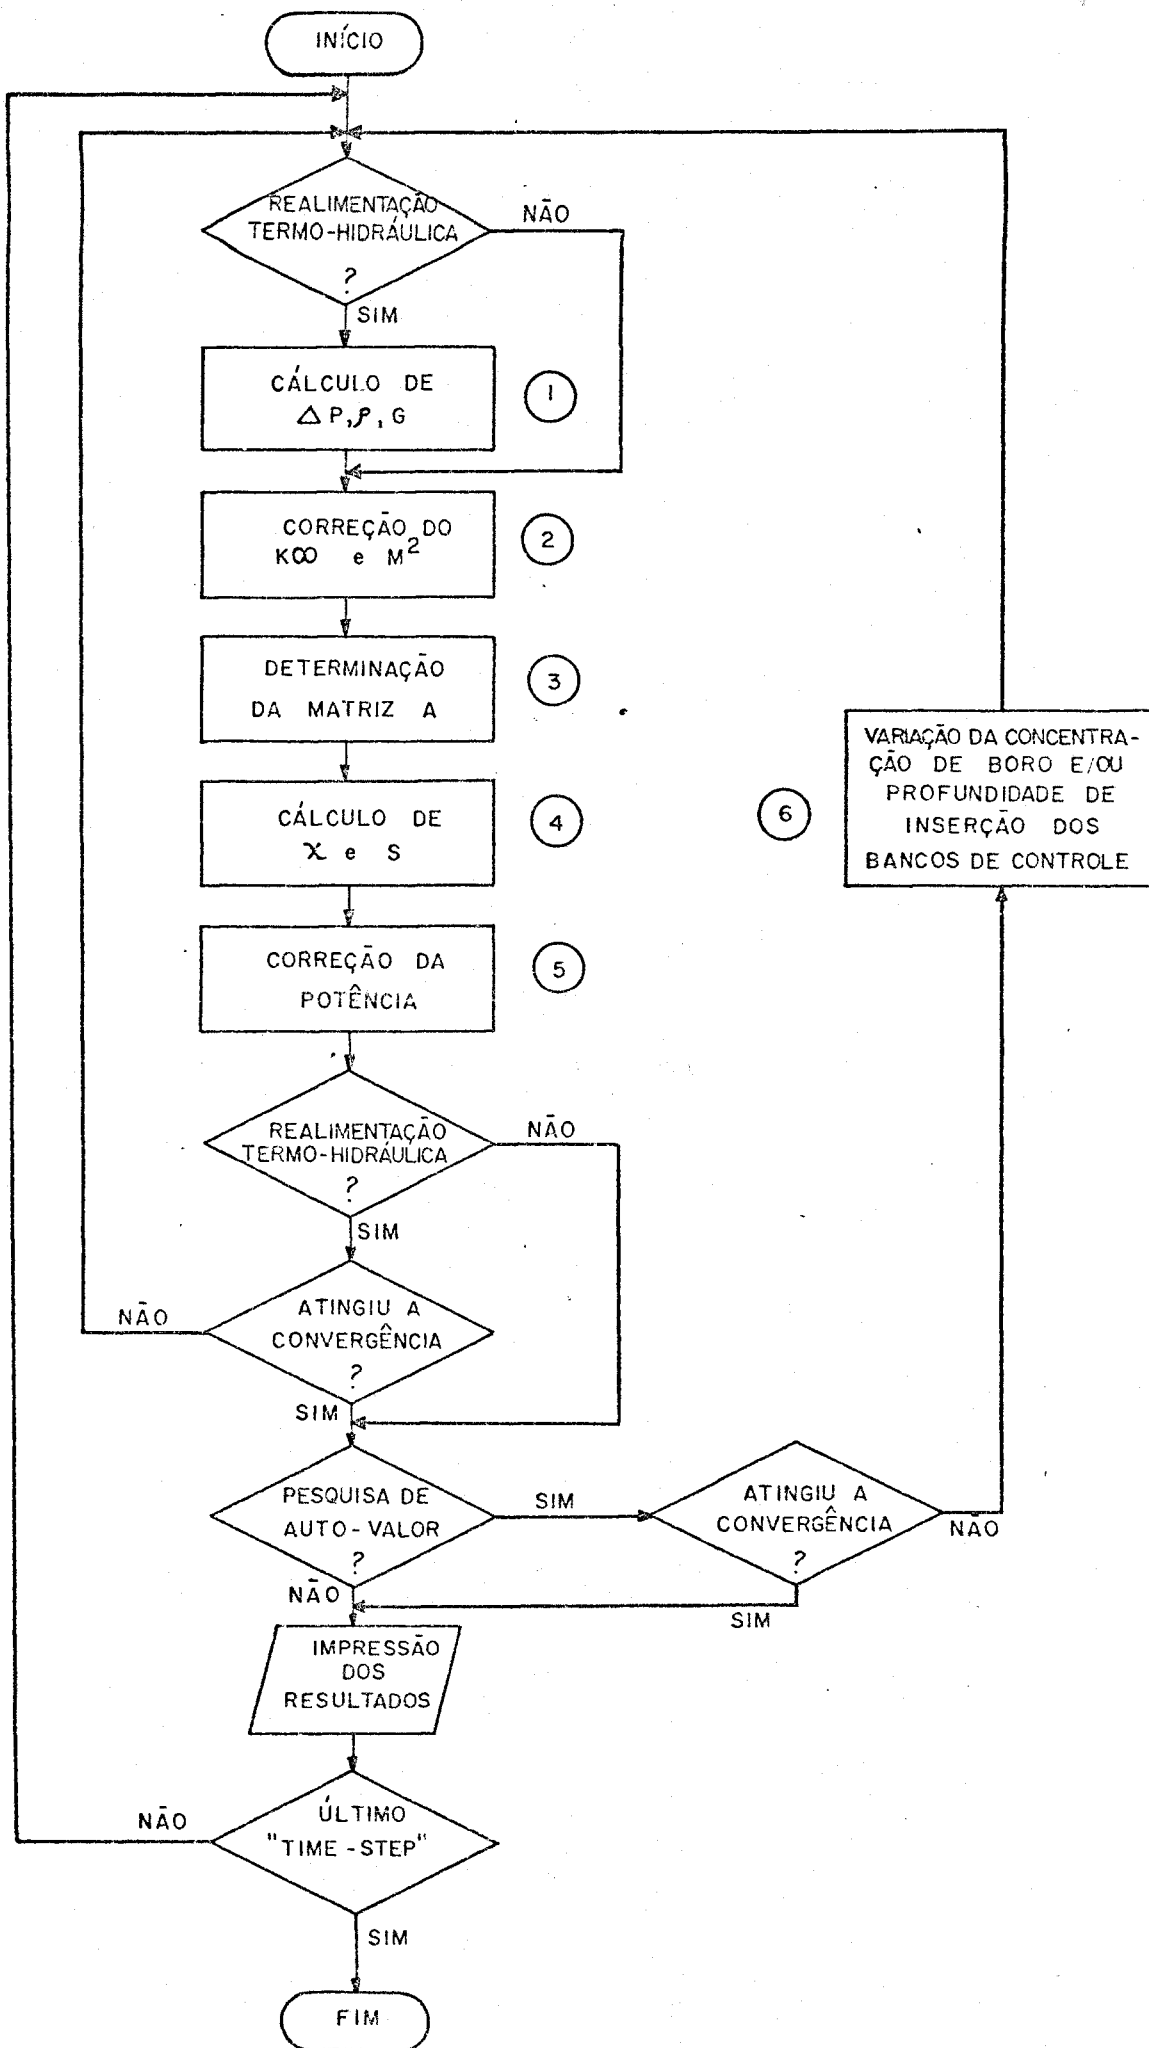 INÍCIO
REALIMENTAÇÃO
TERMO-HIDRÁULICA
?
NÃO
SIM
CÁLCULO DE
△ P, ρ, G
1
CORREÇÃO DO
K∞ e M²
2
DETERMINAÇÃO
DA MATRIZ A
3
CÁLCULO DE
χ e S
4
CORREÇÃO DA
POTÊNCIA
5
VARIAÇÃO DA CONCENTRA-
ÇÃO DE BORO E/OU
PROFUNDIDADE DE
INSERÇÃO DOS
BANCOS DE CONTROLE
6
REALIMENTAÇÃO
TERMO-HIDRÁULICA
?
NÃO
SIM
ATINGIU A
CONVERGÊNCIA
?
NÃO
SIM
PESQUISA DE
AUTO-VALOR
?
SIM
NÃO
ATINGIU A
CONVERGÊNCIA
?
NÃO
SIM
IMPRESSÃO
DOS
RESULTADOS
ÚLTIMO
"TIME-STEP"
NÃO
SIM
FIM